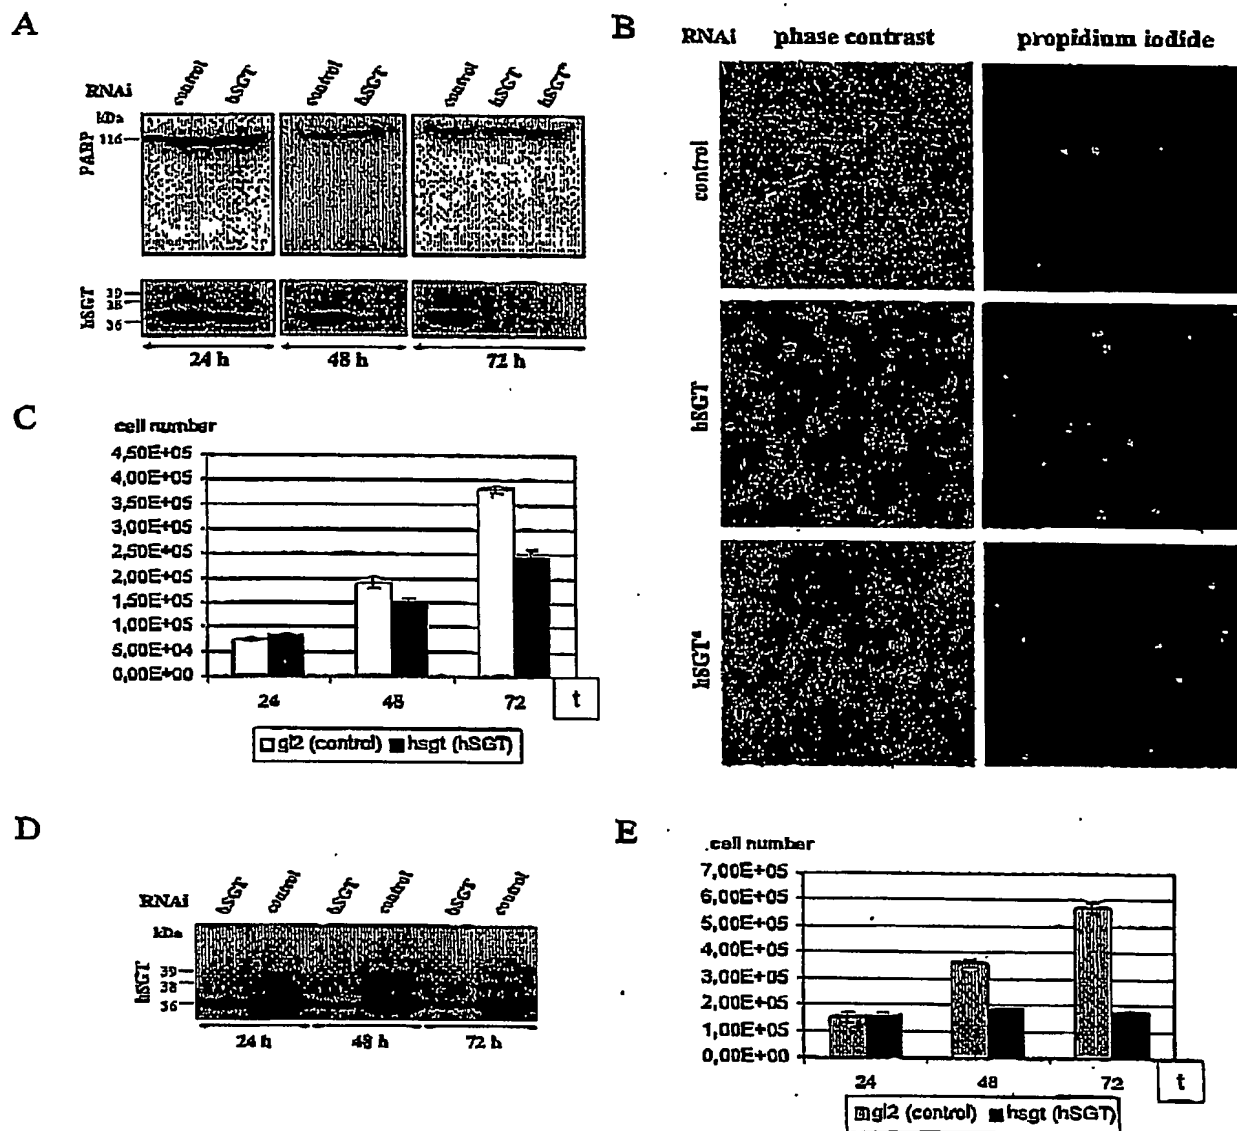 A
RNAi
control
hSGT
control
hSGT
control
hSGT
hSGT*
kDa
116
PARP
39
38
36
hSGT
24 h
48 h
72 h
B
RNAi
phase contrast
propidium iodide
control
hSGT
hSGT*
C
cell number
4,50E+05
4,00E+05
3,50E+05
3,00E+05
2,50E+05
2,00E+05
1,50E+05
1,00E+05
5,00E+04
0,00E+00
24
48
72
t
gl2 (control)
hsgt (hSGT)
D
RNAi
hSGT
control
hSGT
control
hSGT
control
kDa
39
38
36
hSGT
24 h
48 h
72 h
E
cell number
7,00E+05
6,00E+05
5,00E+05
4,00E+05
3,00E+05
2,00E+05
1,00E+05
0,00E+00
24
48
72
t
gl2 (control)
hsgt (hSGT)